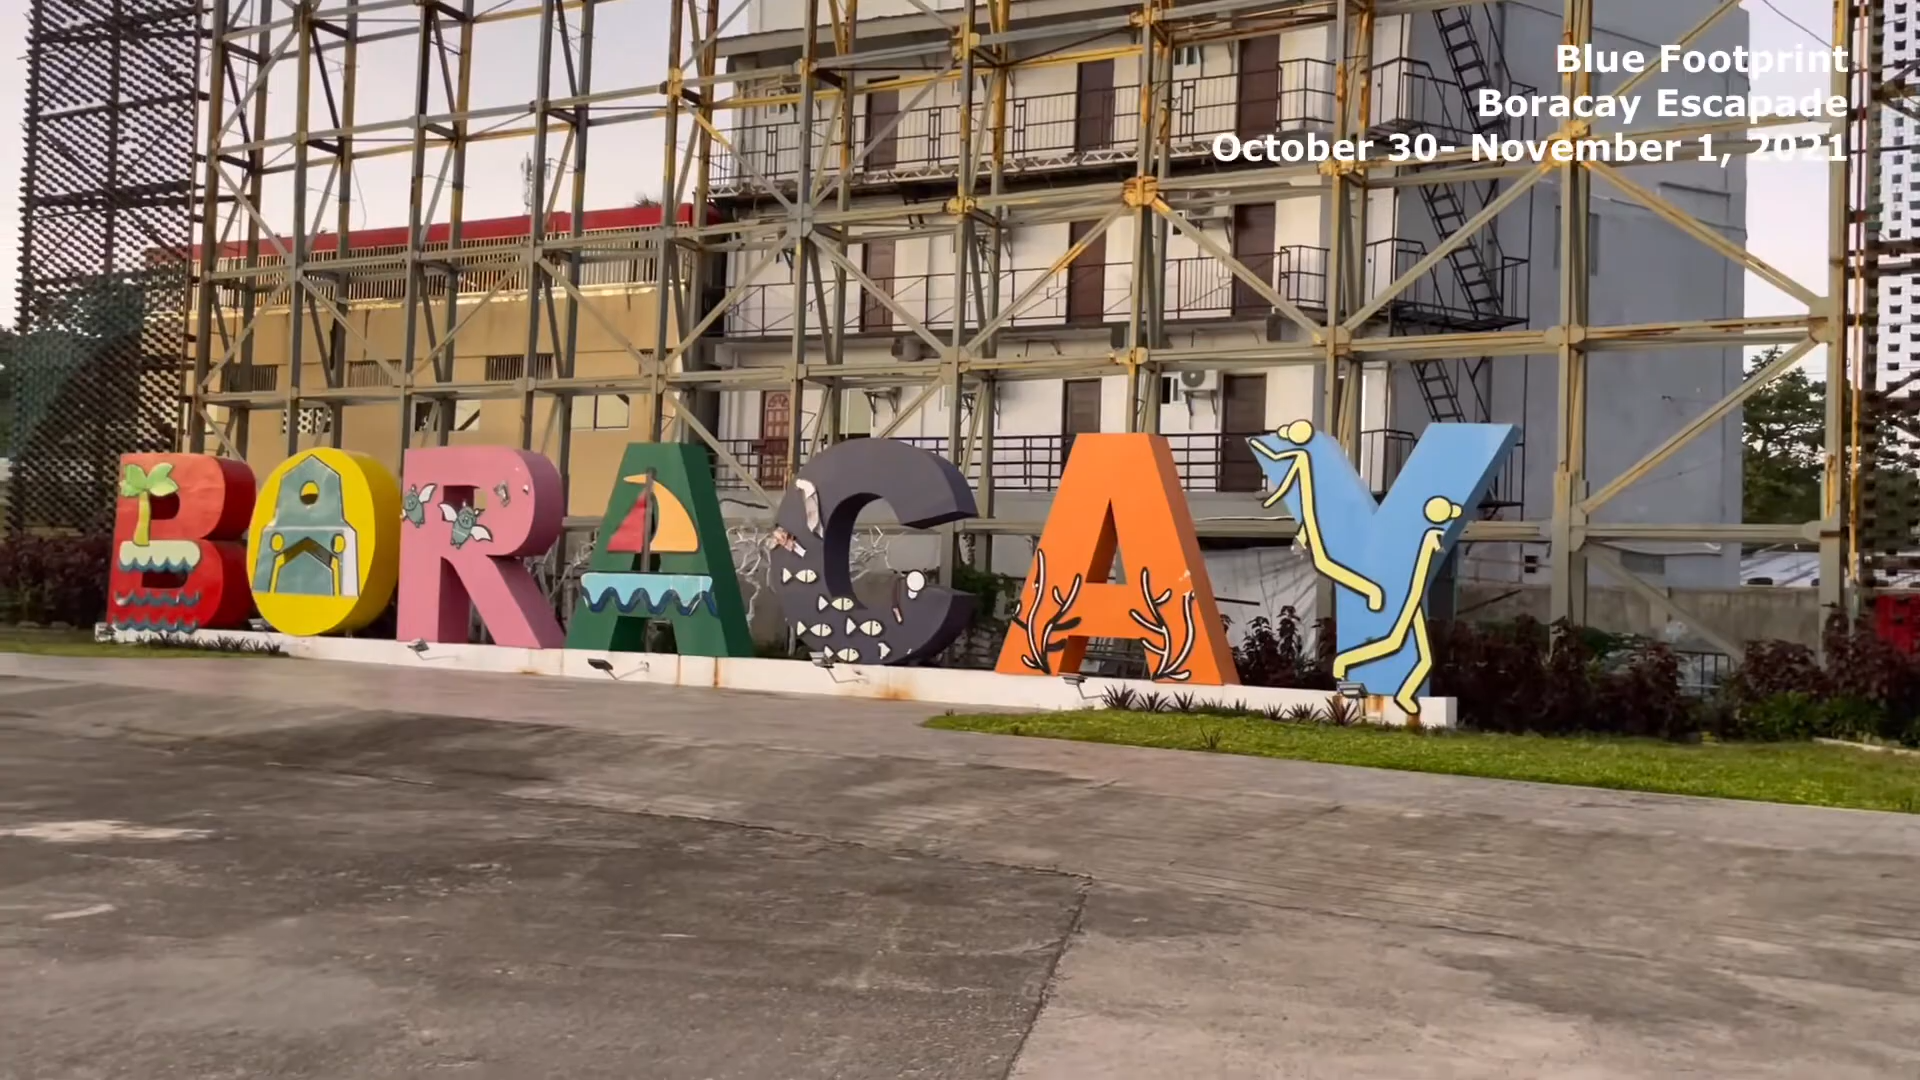 Blue Footprint
Boracay Escapade
October 30- November 1, 2021
BORACAY